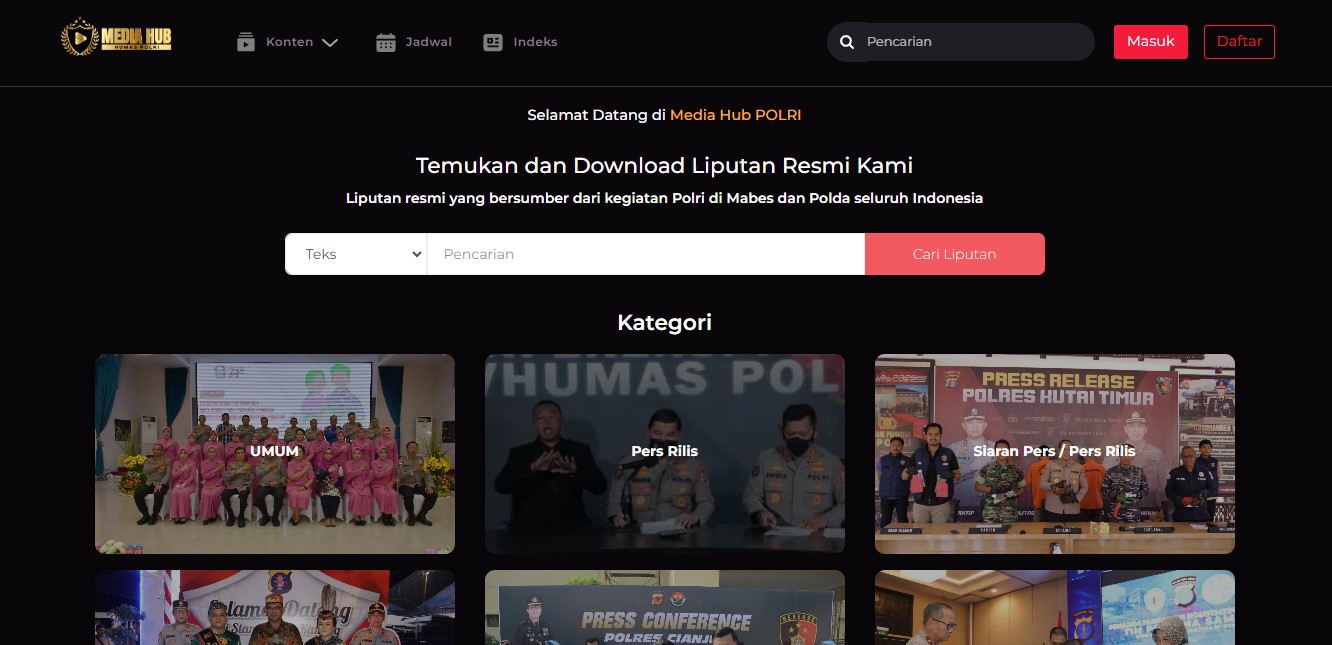 MEDIA HUB
HUMAS POLRI
Konten
Jadwal
Indeks
Pencarian
Masuk
Daftar
Selamat Datang di Media Hub POLRI
Temukan dan Download Liputan Resmi Kami
Liputan resmi yang bersumber dari kegiatan Polri di Mabes dan Polda seluruh Indonesia
Teks
Pencarian
Cari Liputan
Kategori
UMUM
HUMAS POL
Pers Rilis
PRESS RELEASE
POLRES KUTAI TIMUR
Siaran Pers / Pers Rilis
Selamat Datang
PRESS CONFERENCE
POLRES CIANJU